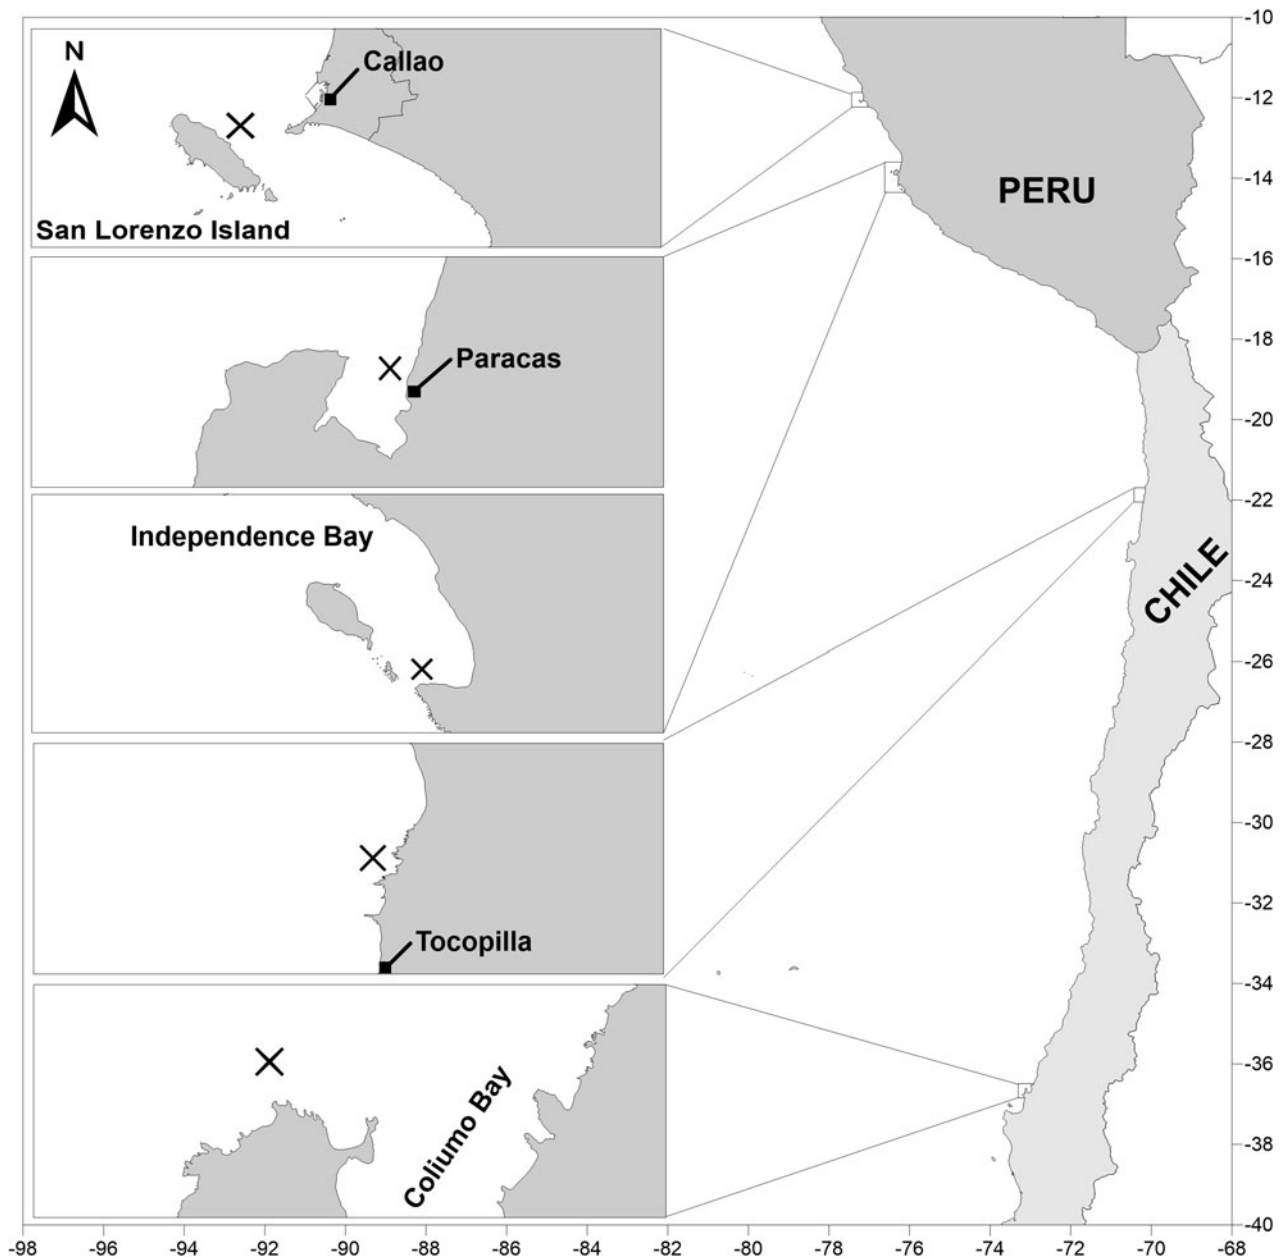 N
Callao
San Lorenzo Island
Paracas
Independence Bay
Tocopilla
Coliumo Bay
PERU
CHILE
-10
-12
-14
-16
-18
-20
-22
-24
-26
-28
-30
-32
-34
-36
-38
-40
-98 -96 -94 -92 -90 -88 -86 -84 -82 -80 -78 -76 -74 -72 -70 -68